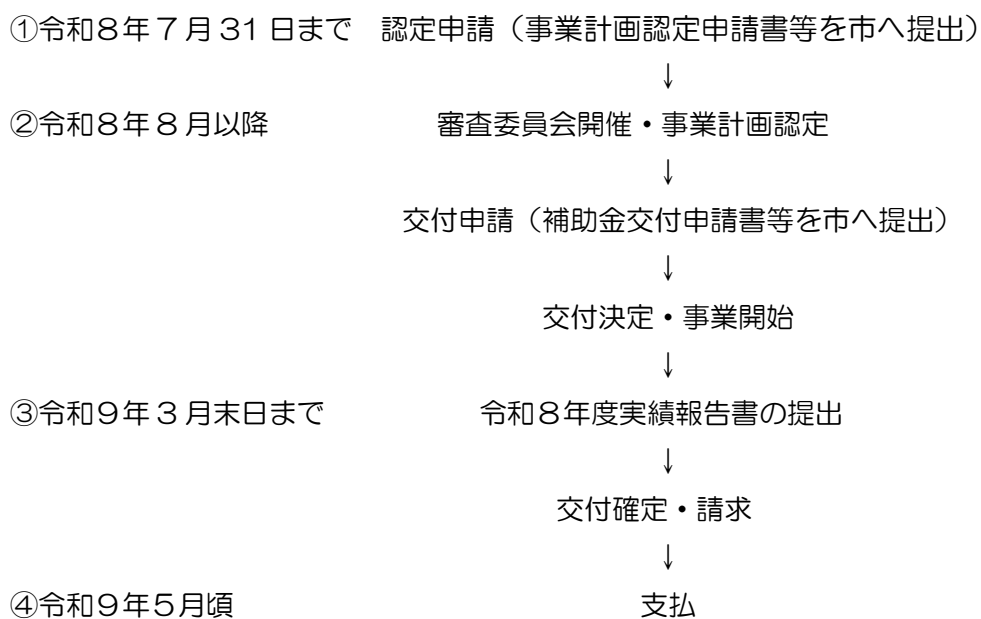 ①令和８年７月31日まで 認定申請（事業計画認定申請書等を市へ提出）
↓
②令和８年８月以降 審査委員会開催・事業計画認定
↓
交付申請（補助金交付申請書等を市へ提出）
↓
交付決定・事業開始
↓
③令和９年３月末日まで 令和８年度実績報告書の提出
↓
交付確定・請求
↓
④令和９年５月頃 支払